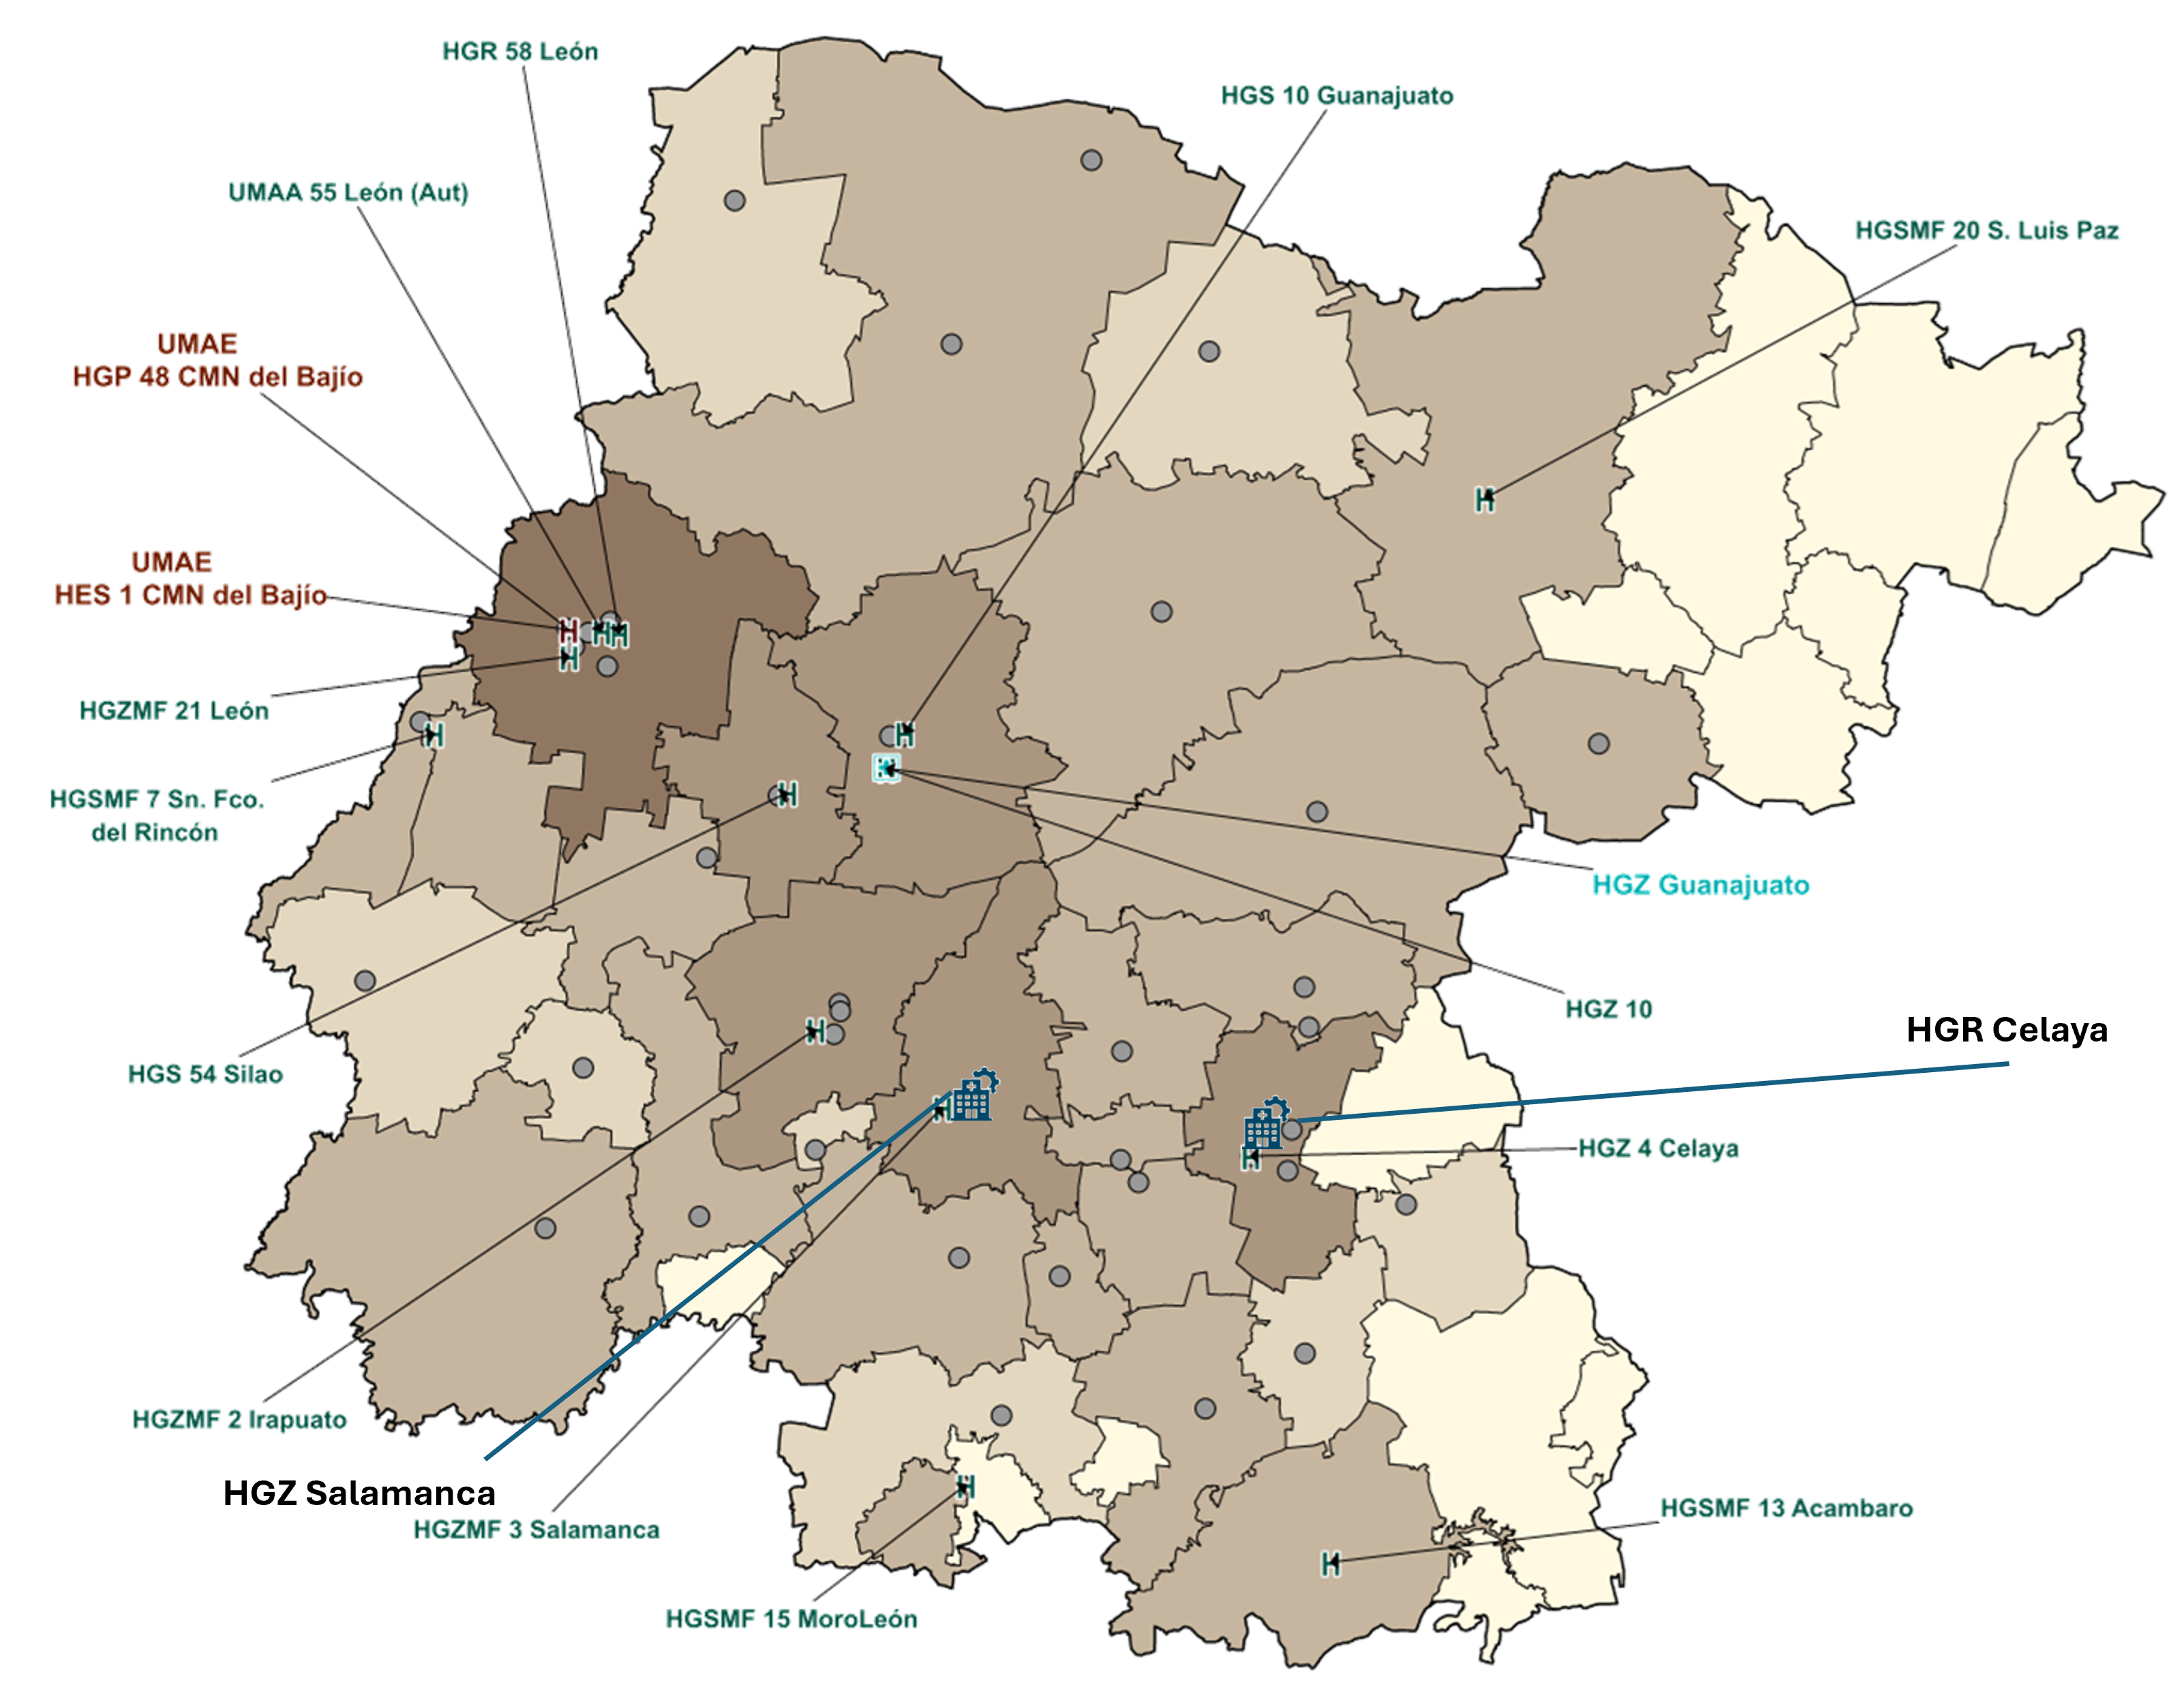 HGR 58 León
HGS 10 Guanajuato
UMAA 55 León (Aut)
HGSMF 20 S. Luis Paz
UMAE
HGP 48 CMN del Bajío
UMAE
HES 1 CMN del Bajío
H
H
H
H
H
HGZMF 21 León
H
H
HGSMF 7 Sn. Fco.
del Rincón
H
HGZ Guanajuato
HGZ 10
H
HGR Celaya
HGS 54 Silao
H
HGZ 4 Celaya
H
HGZMF 2 Irapuato
HGZ Salamanca
H
HGSMF 13 Acambaro
HGZMF 3 Salamanca
H
HGSMF 15 MoroLeón